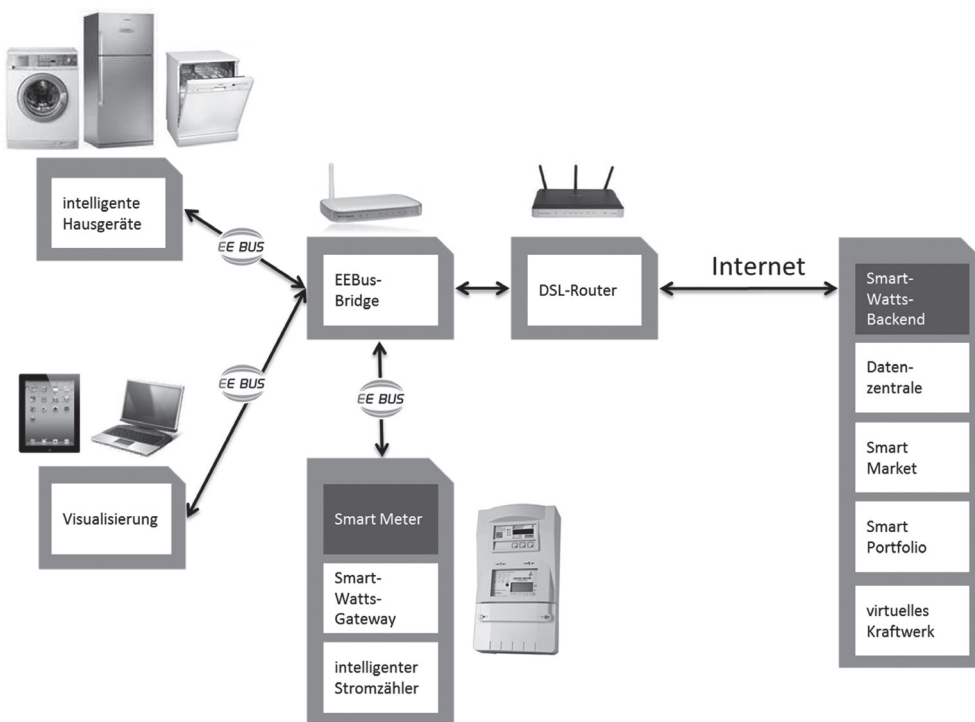 intelligente
Hausgeräte
EE BUS
EEBus-
Bridge
DSL-Router
Internet
Smart-
Watts-
Backend
Daten-
zentrale
Smart
Market
Smart
Portfolio
virtuelles
Kraftwerk
EE BUS
EE BUS
Visualisierung
Smart Meter
Smart-
Watts-
Gateway
intelligenter
Stromzähler